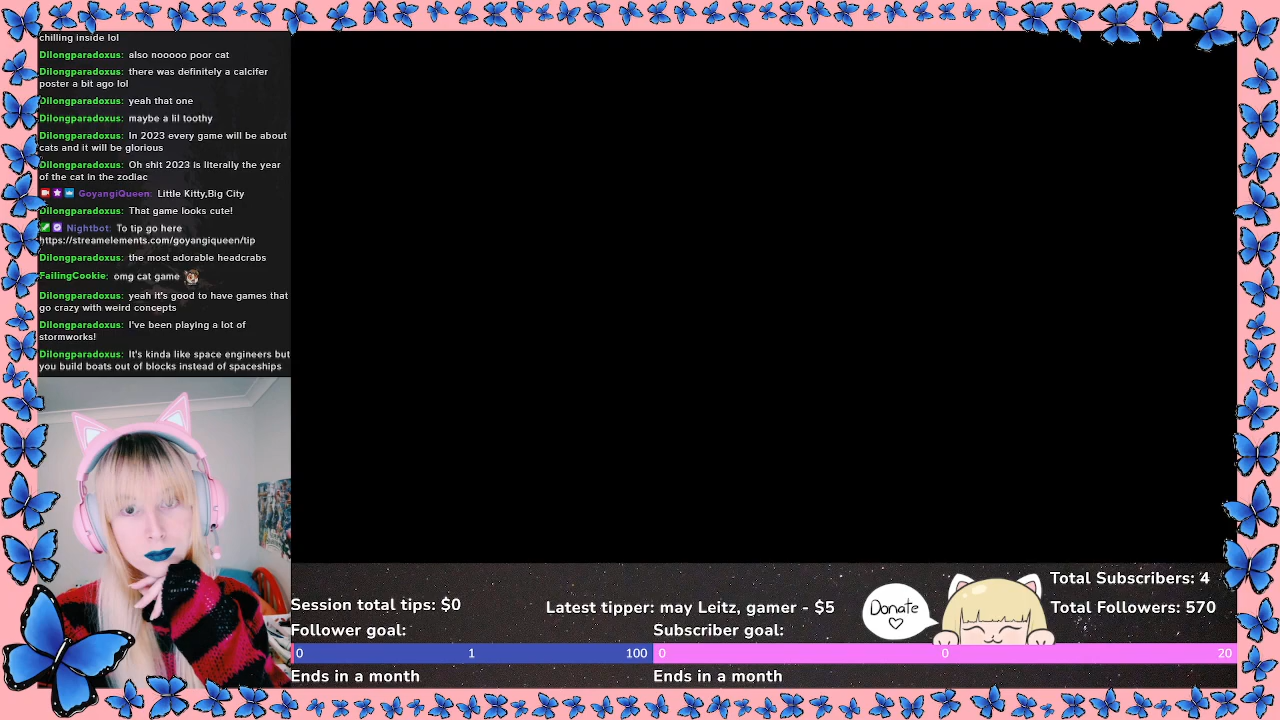 chilling inside lol
Dilongparadoxus: also nooooo poor cat
Dilongparadoxus: there was definitely a calcifer
poster a bit ago lol
Dilongparadoxus: yeah that one
Dilongparadoxus: maybe a lil toothy
Dilongparadoxus: In 2023 every game will be about
cats and it will be glorious
Dilongparadoxus: Oh shit 2023 is literally the year
of the cat in the zodiac
GoyangiQueen: Little Kitty,Big City
Dilongparadoxus: That game looks cute!
Nightbot: To tip go here
https://streamelements.com/goyangiqueen/tip
Dilongparadoxus: the most adorable headcrabs
FailingCookie: omg cat game
Dilongparadoxus: yeah it's good to have games that
go crazy with weird concepts
Dilongparadoxus: I've been playing a lot of
stormworks!
Dilongparadoxus: It's kinda like space engineers but
you build boats out of blocks instead of spaceships
Session total tips: $0
Latest tipper: may Leitz, gamer - $5
Donate
Total Subscribers: 4
Total Followers: 570
Follower goal:
Subscriber goal:
0 1 100
0 0 20
Ends in a month
Ends in a month